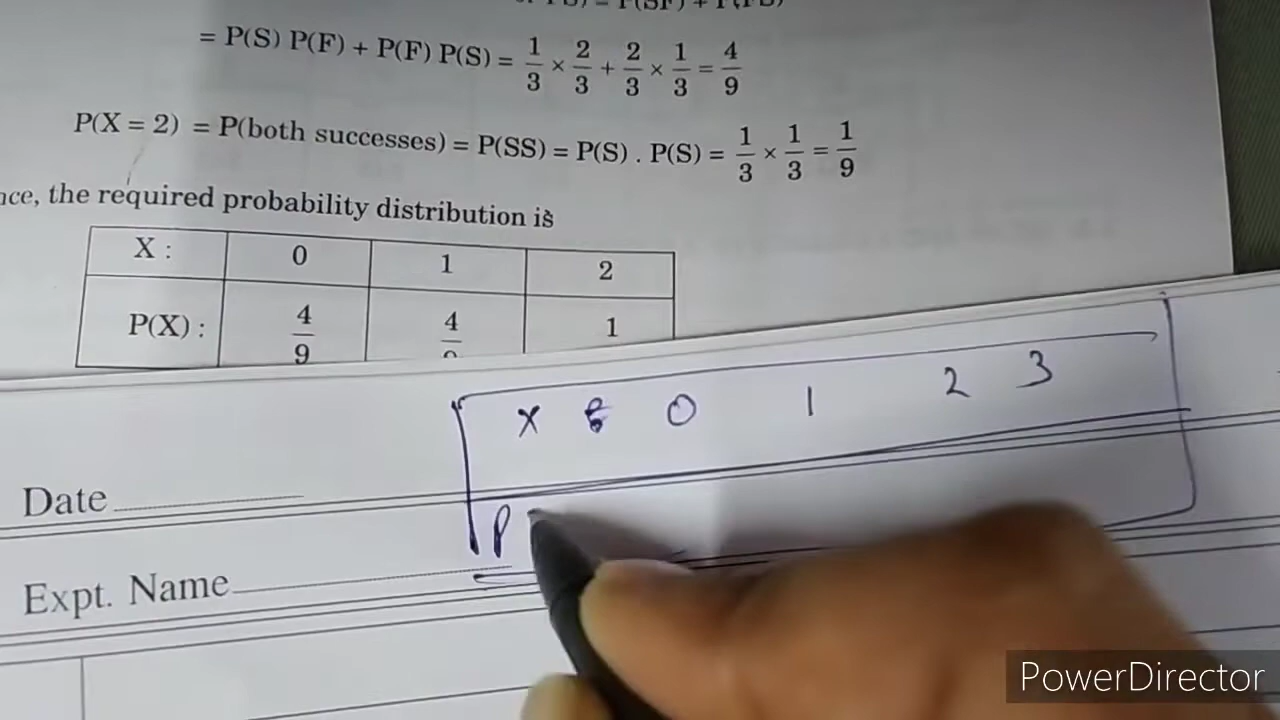 = P(S) P(F) + P(F) P(S) = 1/3 × 2/3 + 2/3 × 1/3 = 4/9
P(X = 2) = P(both successes) = P(SS) = P(S) . P(S) = 1/3 × 1/3 = 1/9
the required probability distribution is
X : 0 1 2
P(X) : 4/9 4 1
X 0 1 2 3
P
Date
Expt. Name
PowerDirector